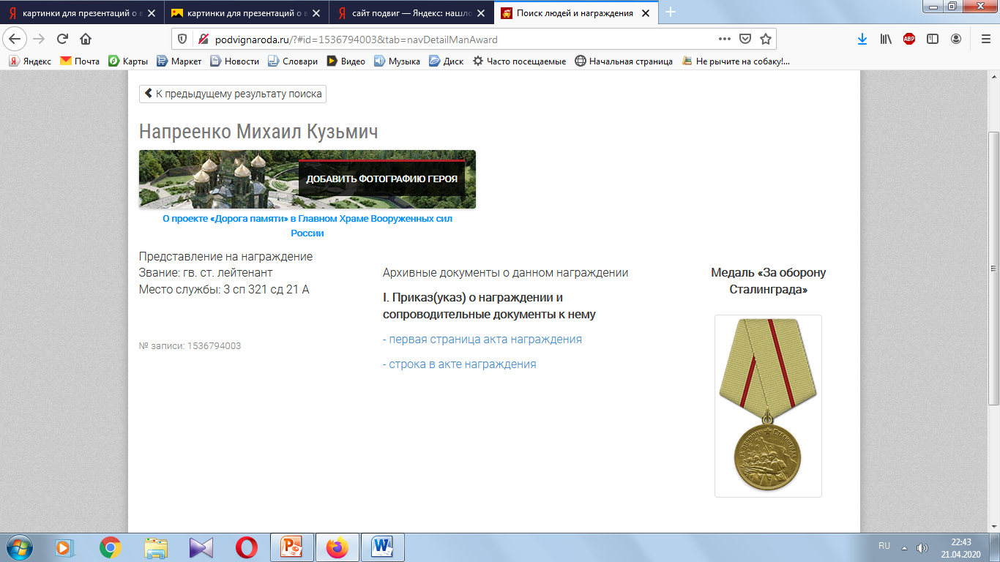 картинки для презентаций о в
картинки для презентаций о в
сайт подвиг — Яндекс: нашло
Поиск людей и награждения
podvignaroda.ru/?#id=1536794003&tab=navDetailManAward
Яндекс
Почта
Карты
Маркет
Новости
Словари
Видео
Музыка
Диск
Часто посещаемые
Начальная страница
Не рычите на собаку!...
К предыдущему результату поиска
Напреенко Михаил Кузьмич
ДОБАВИТЬ ФОТОГРАФИЮ ГЕРОЯ
О проекте «Дорога памяти» в Главном Храме Вооруженных сил
России
Представление на награждение
Звание: гв. ст. лейтенант
Место службы: 3 сп 321 сд 21 А
№ записи: 1536794003
Архивные документы о данном награждении
I. Приказ(указ) о награждении и
сопроводительные документы к нему
- первая страница акта награждения
- строка в акте награждения
Медаль «За оборону
Сталинграда»
ЗА ОБОРОНУ СТАЛИНГРАДА
RU
22:43
21.04.2020
ABP